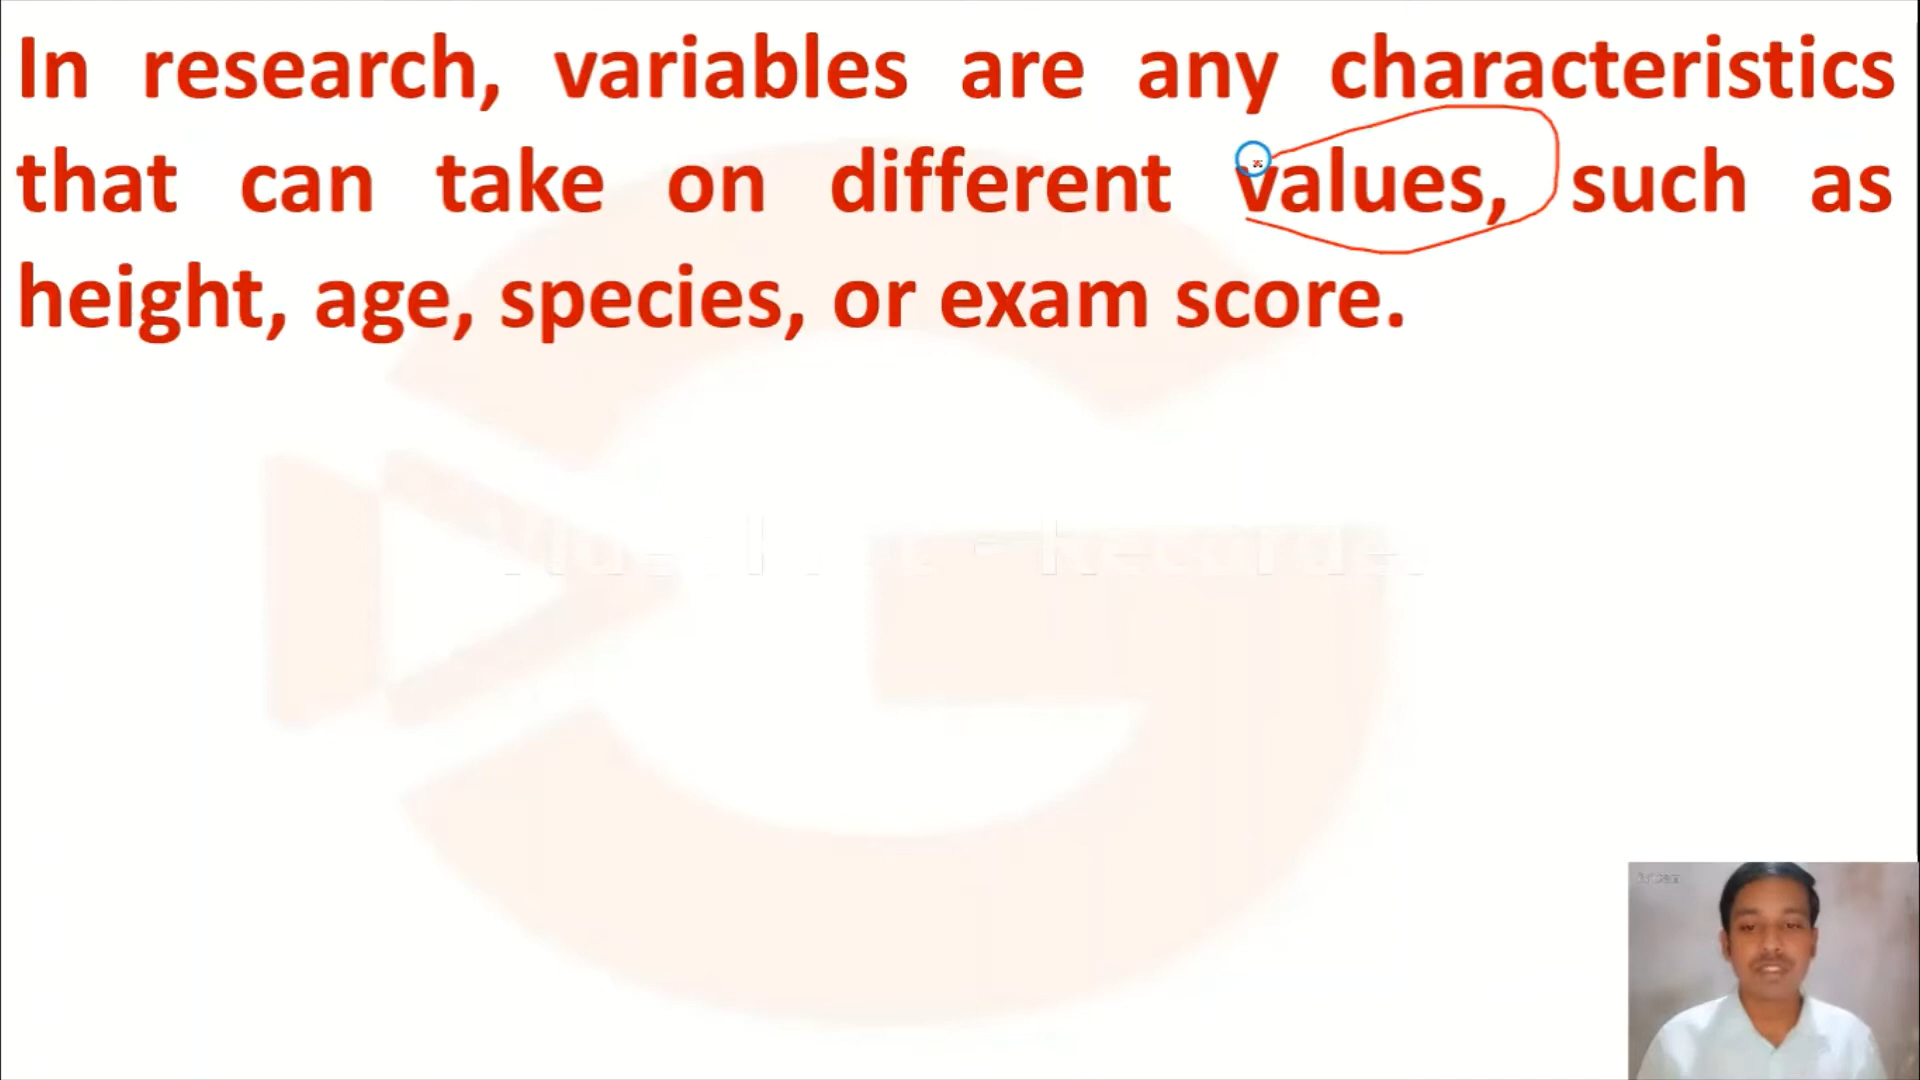 In research, variables are any characteristics
that can take on different values, such as
height, age, species, or exam score.
- Recorder